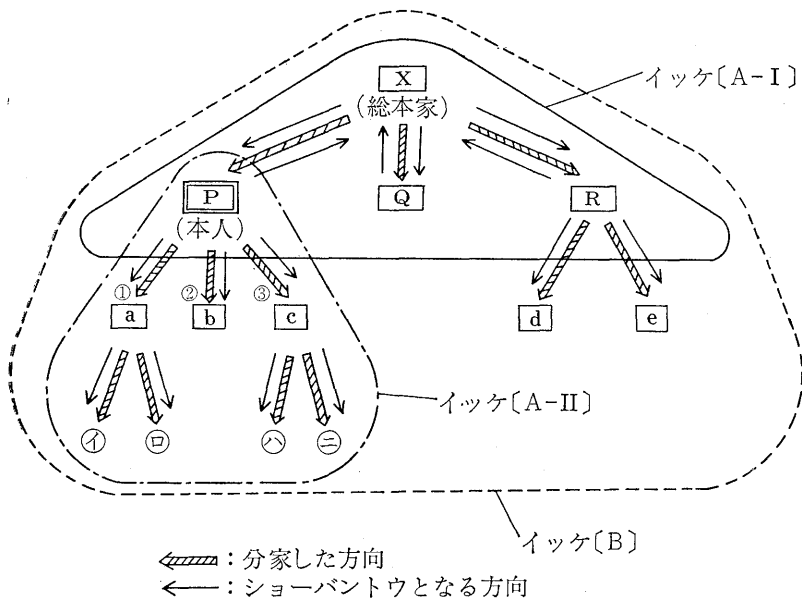 X
(総本家)
イッケ〔A-I〕
P
(本人)
Q
R
① ② ③
a b c d e
イッケ〔A-II〕
㋑ ㋺ ㋩ ㋥
イッケ〔B〕
:分家した方向
:ショーバントウとなる方向